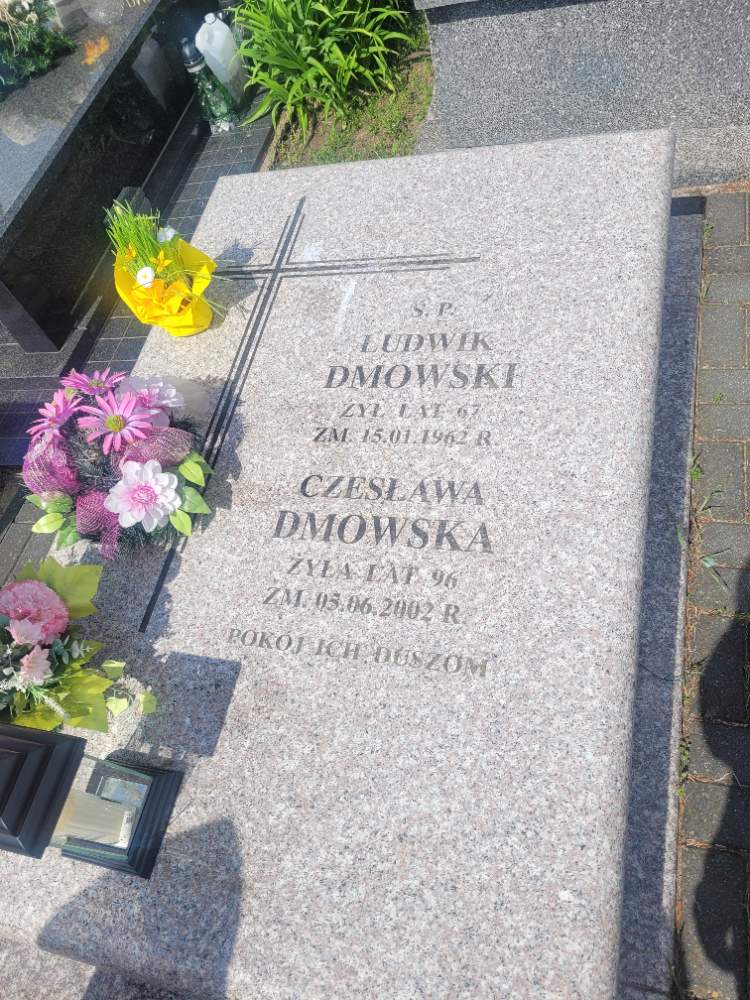 Ś. P.
LUDWIK
DMOWSKI
ŻYŁ LAT 67
ZM. 15.01.1962 R.
CZESŁAWA
DMOWSKA
ŻYŁA LAT 96
ZM. 05.06.2002 R.
POKÓJ ICH DUSZOM